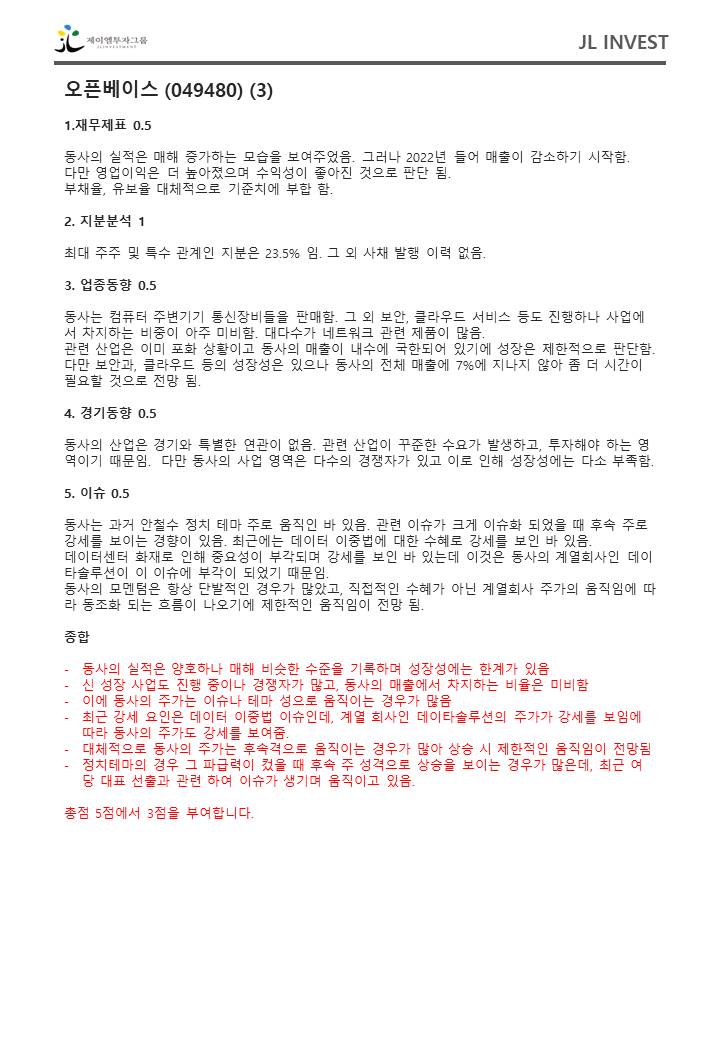 제이엠투자그룹
JLINVESTMENT
JL INVEST
오픈베이스 (049480) (3)
1.재무제표 0.5
동사의 실적은 매해 증가하는 모습을 보여주었음. 그러나 2022년 들어 매출이 감소하기 시작함.
다만 영업이익은 더 높아졌으며 수익성이 좋아진 것으로 판단 됨.
부채율, 유보율 대체적으로 기준치에 부합 함.
2. 지분분석 1
최대 주주 및 특수 관계인 지분은 23.5% 임. 그 외 사채 발행 이력 없음.
3. 업종동향 0.5
동사는 컴퓨터 주변기기 통신장비들을 판매함. 그 외 보안, 클라우드 서비스 등도 진행하나 사업에
서 차지하는 비중이 아주 미비함. 대다수가 네트워크 관련 제품이 많음.
관련 산업은 이미 포화 상황이고 동사의 매출이 내수에 국한되어 있기에 성장은 제한적으로 판단함.
다만 보안과, 클라우드 등의 성장성은 있으나 동사의 전체 매출에 7%에 지나지 않아 좀 더 시간이
필요할 것으로 전망 됨.
4. 경기동향 0.5
동사의 산업은 경기와 특별한 연관이 없음. 관련 산업이 꾸준한 수요가 발생하고, 투자해야 하는 영
역이기 때문임. 다만 동사의 사업 영역은 다수의 경쟁자가 있고 이로 인해 성장성에는 다소 부족함.
5. 이슈 0.5
동사는 과거 안철수 정치 테마 주로 움직인 바 있음. 관련 이슈가 크게 이슈화 되었을 때 후속 주로
강세를 보이는 경향이 있음. 최근에는 데이터 이중법에 대한 수혜로 강세를 보인 바 있음.
데이터센터 화재로 인해 중요성이 부각되며 강세를 보인 바 있는데 이것은 동사의 계열회사인 데이
타솔루션이 이 이슈에 부각이 되었기 때문임.
동사의 모멘텀은 항상 단발적인 경우가 많았고, 직접적인 수혜가 아닌 계열회사 주가의 움직임에 따
라 동조화 되는 흐름이 나오기에 제한적인 움직임이 전망 됨.
종합
- 동사의 실적은 양호하나 매해 비슷한 수준을 기록하며 성장성에는 한계가 있음
- 신 성장 사업도 진행 중이나 경쟁자가 많고, 동사의 매출에서 차지하는 비율은 미비함
- 이에 동사의 주가는 이슈나 테마 성으로 움직이는 경우가 많음
- 최근 강세 요인은 데이터 이중법 이슈인데, 계열 회사인 데이타솔루션의 주가가 강세를 보임에
따라 동사의 주가도 강세를 보여줌.
- 대체적으로 동사의 주가는 후속격으로 움직이는 경우가 많아 상승 시 제한적인 움직임이 전망됨
- 정치테마의 경우 그 파급력이 컸을 때 후속 주 성격으로 상승을 보이는 경우가 많은데, 최근 여
당 대표 선출과 관련 하여 이슈가 생기며 움직이고 있음.
총점 5점에서 3점을 부여합니다.